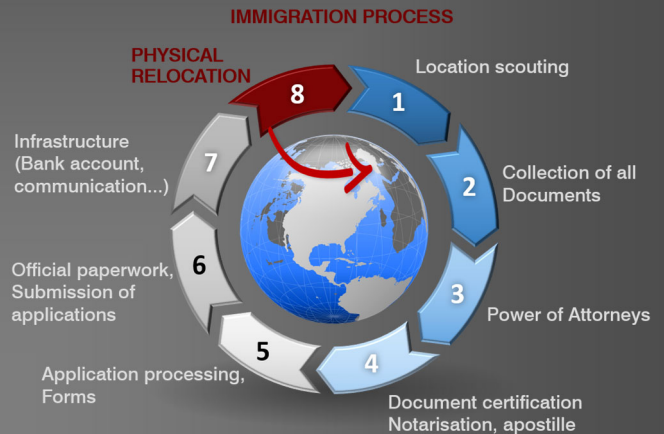 IMMIGRATION PROCESS
PHYSICAL
RELOCATION
8
1
Location scouting
2
Collection of all
Documents
3
Power of Attorneys
4
Document certification
Notarisation, apostille
5
Application processing,
Forms
6
Official paperwork,
Submission of
applications
7
Infrastructure
(Bank account,
communication...)